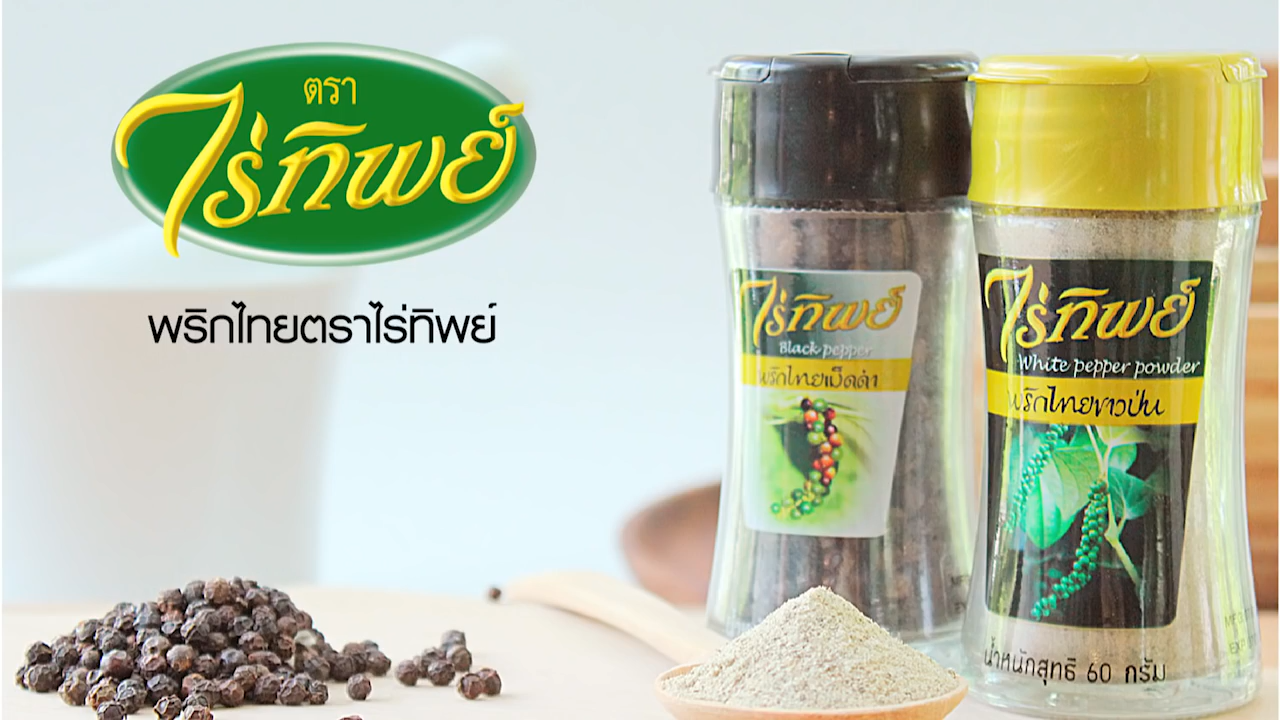 ตรา
ไร่ทิพย์
พริกไทยตราไร่ทิพย์
ไร่ทิพย์
Black pepper
พริกไทยเม็ดดำ
ไร่ทิพย์
White pepper powder
พริกไทยขาวป่น
น้ำหนักสุทธิ 60 กรัม